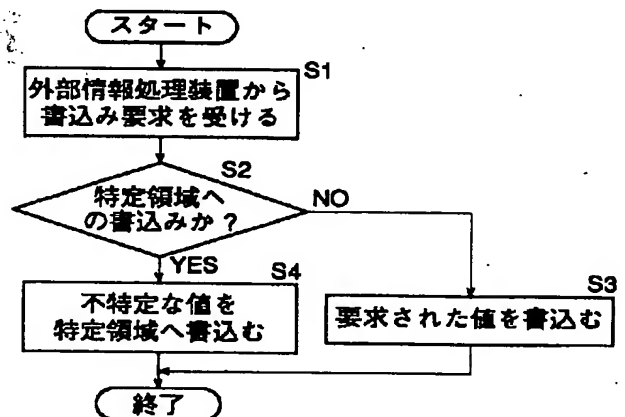 スタート
S1
外部情報処理装置から
書込み要求を受ける
S2
特定領域へ
の書込みか?
NO
YES
S4
不特定な値を
特定領域へ書込む
S3
要求された値を書込む
終了